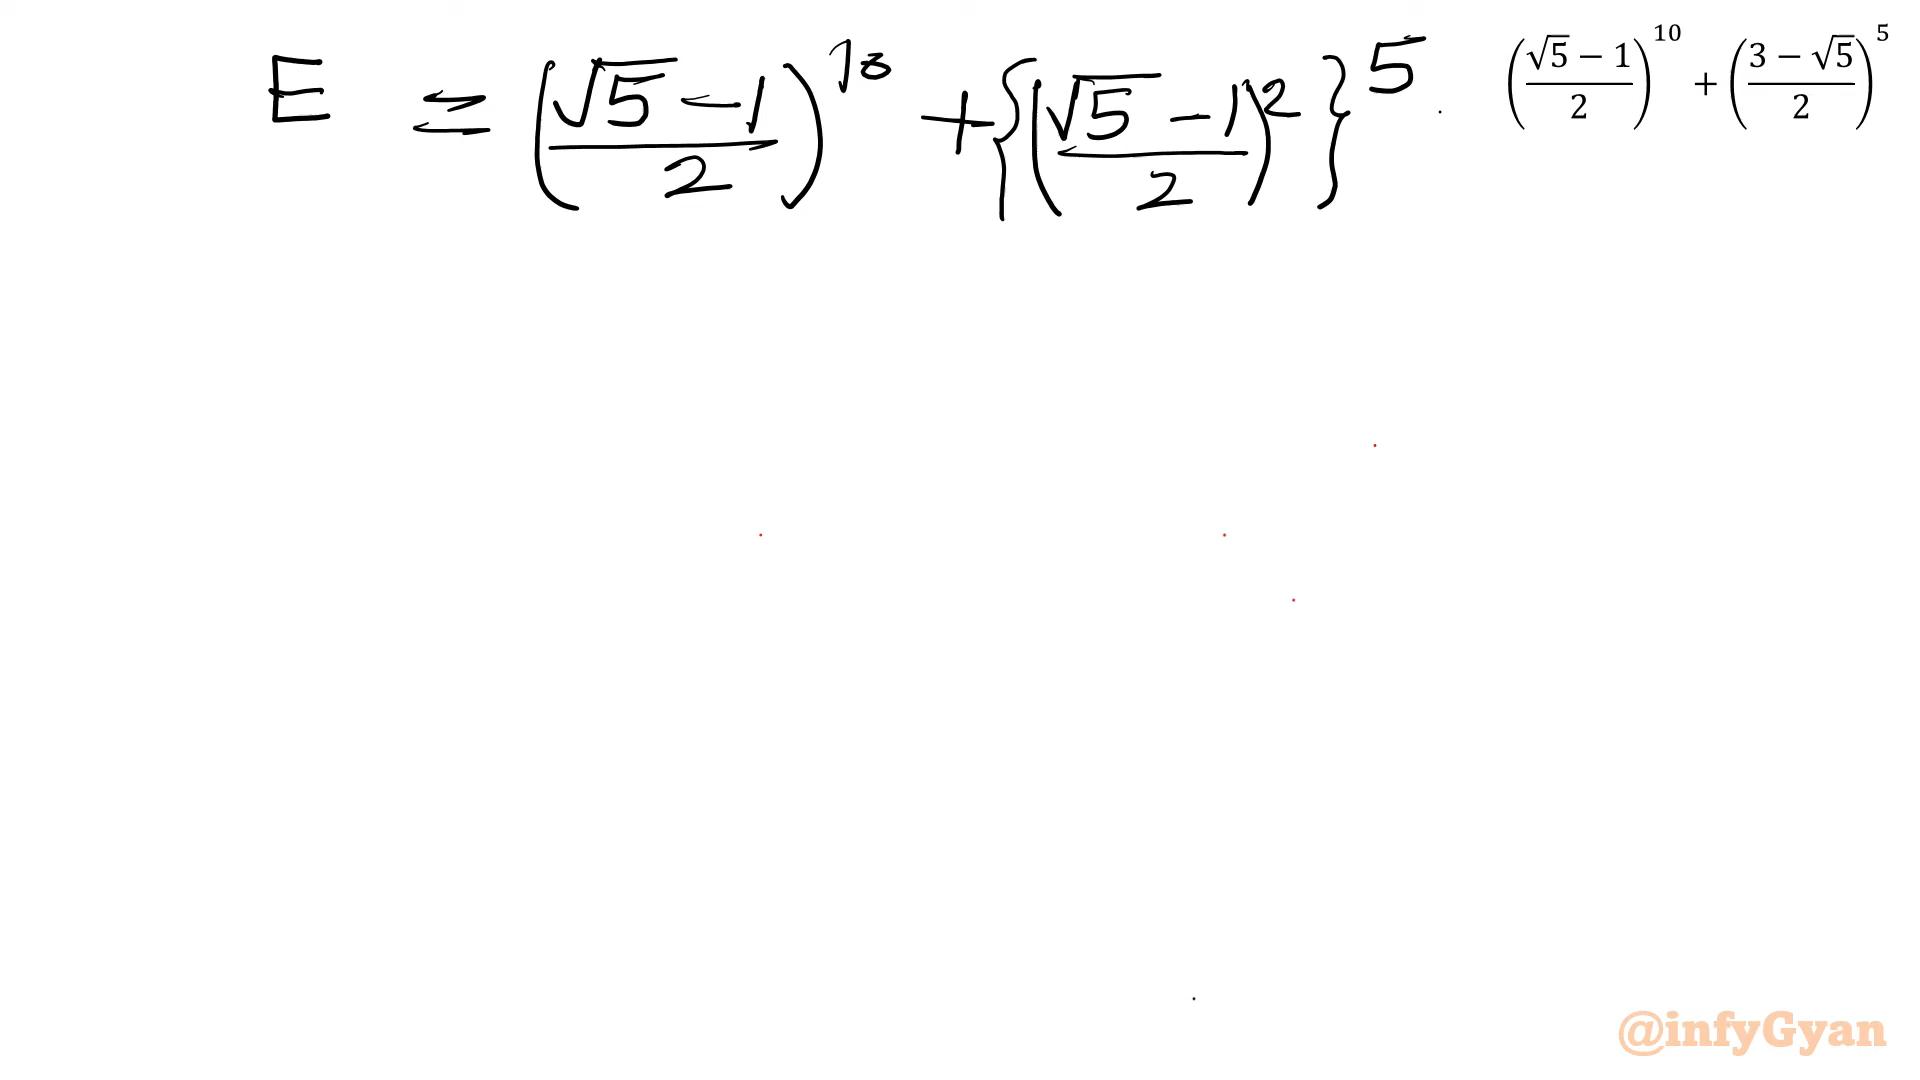 E = (√5 − 1 / 2)^10 + {(√5 − 1 / 2)^2}^5 .
(√5 − 1 / 2)^10 + (3 − √5 / 2)^5
@infyGyan